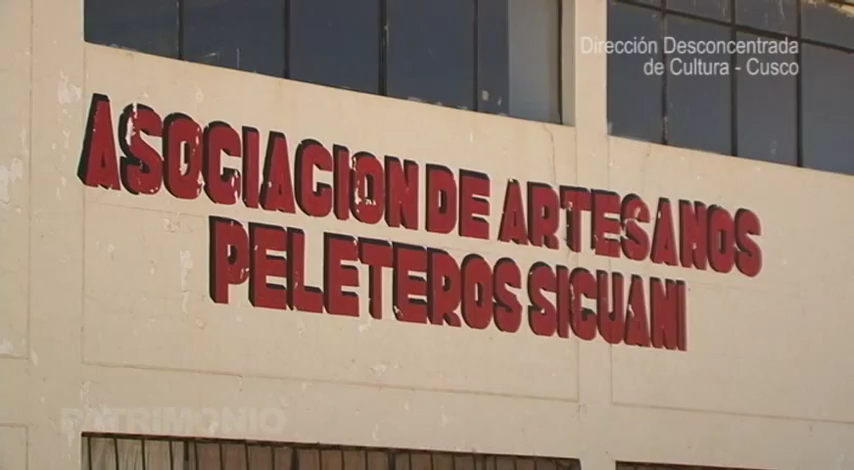 Dirección Desconcentrada
de Cultura - Cusco
ASOCIACION DE ARTESANOS
PELETEROS SICUANI
PATRIMONIO